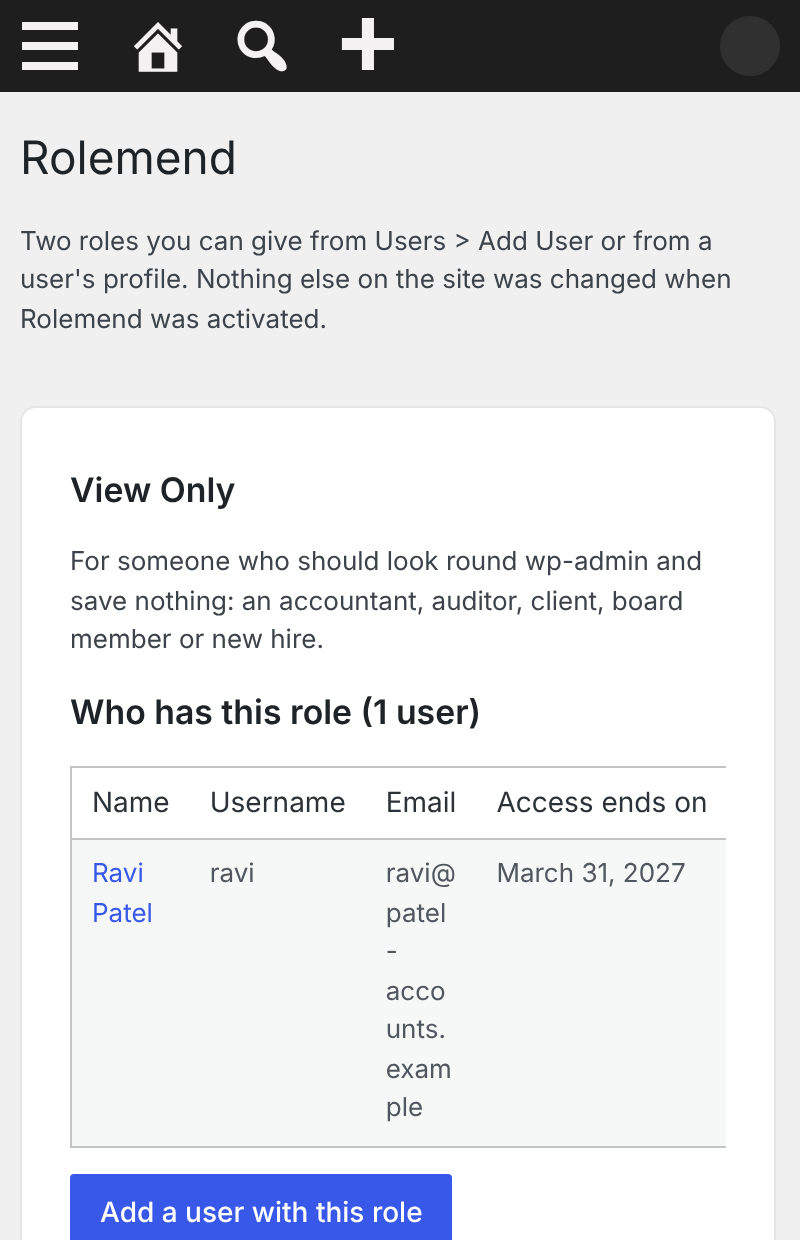 Rolemend
Two roles you can give from Users > Add User or from a
user's profile. Nothing else on the site was changed when
Rolemend was activated.
View Only
For someone who should look round wp-admin and
save nothing: an accountant, auditor, client, board
member or new hire.
Who has this role (1 user)
Name Username Email Access ends on
Ravi ravi ravi@ March 31, 2027
Patel patel
-
acco
unts.
exam
ple
Add a user with this role